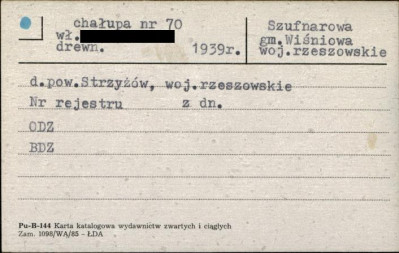 chałupa nr 70
wł.
drewn. 1939r.
Szufnarowa
gm.Wiśniowa
woj.rzeszowskie
d.pow.Strzyżów, woj.rzeszowskie
Nr rejestru z dn.
ODZ
BDZ
Pu-B-144 Karta katalogowa wydawnictw zwartych i ciągłych
Zam. 1098/WA/85 - ŁDA